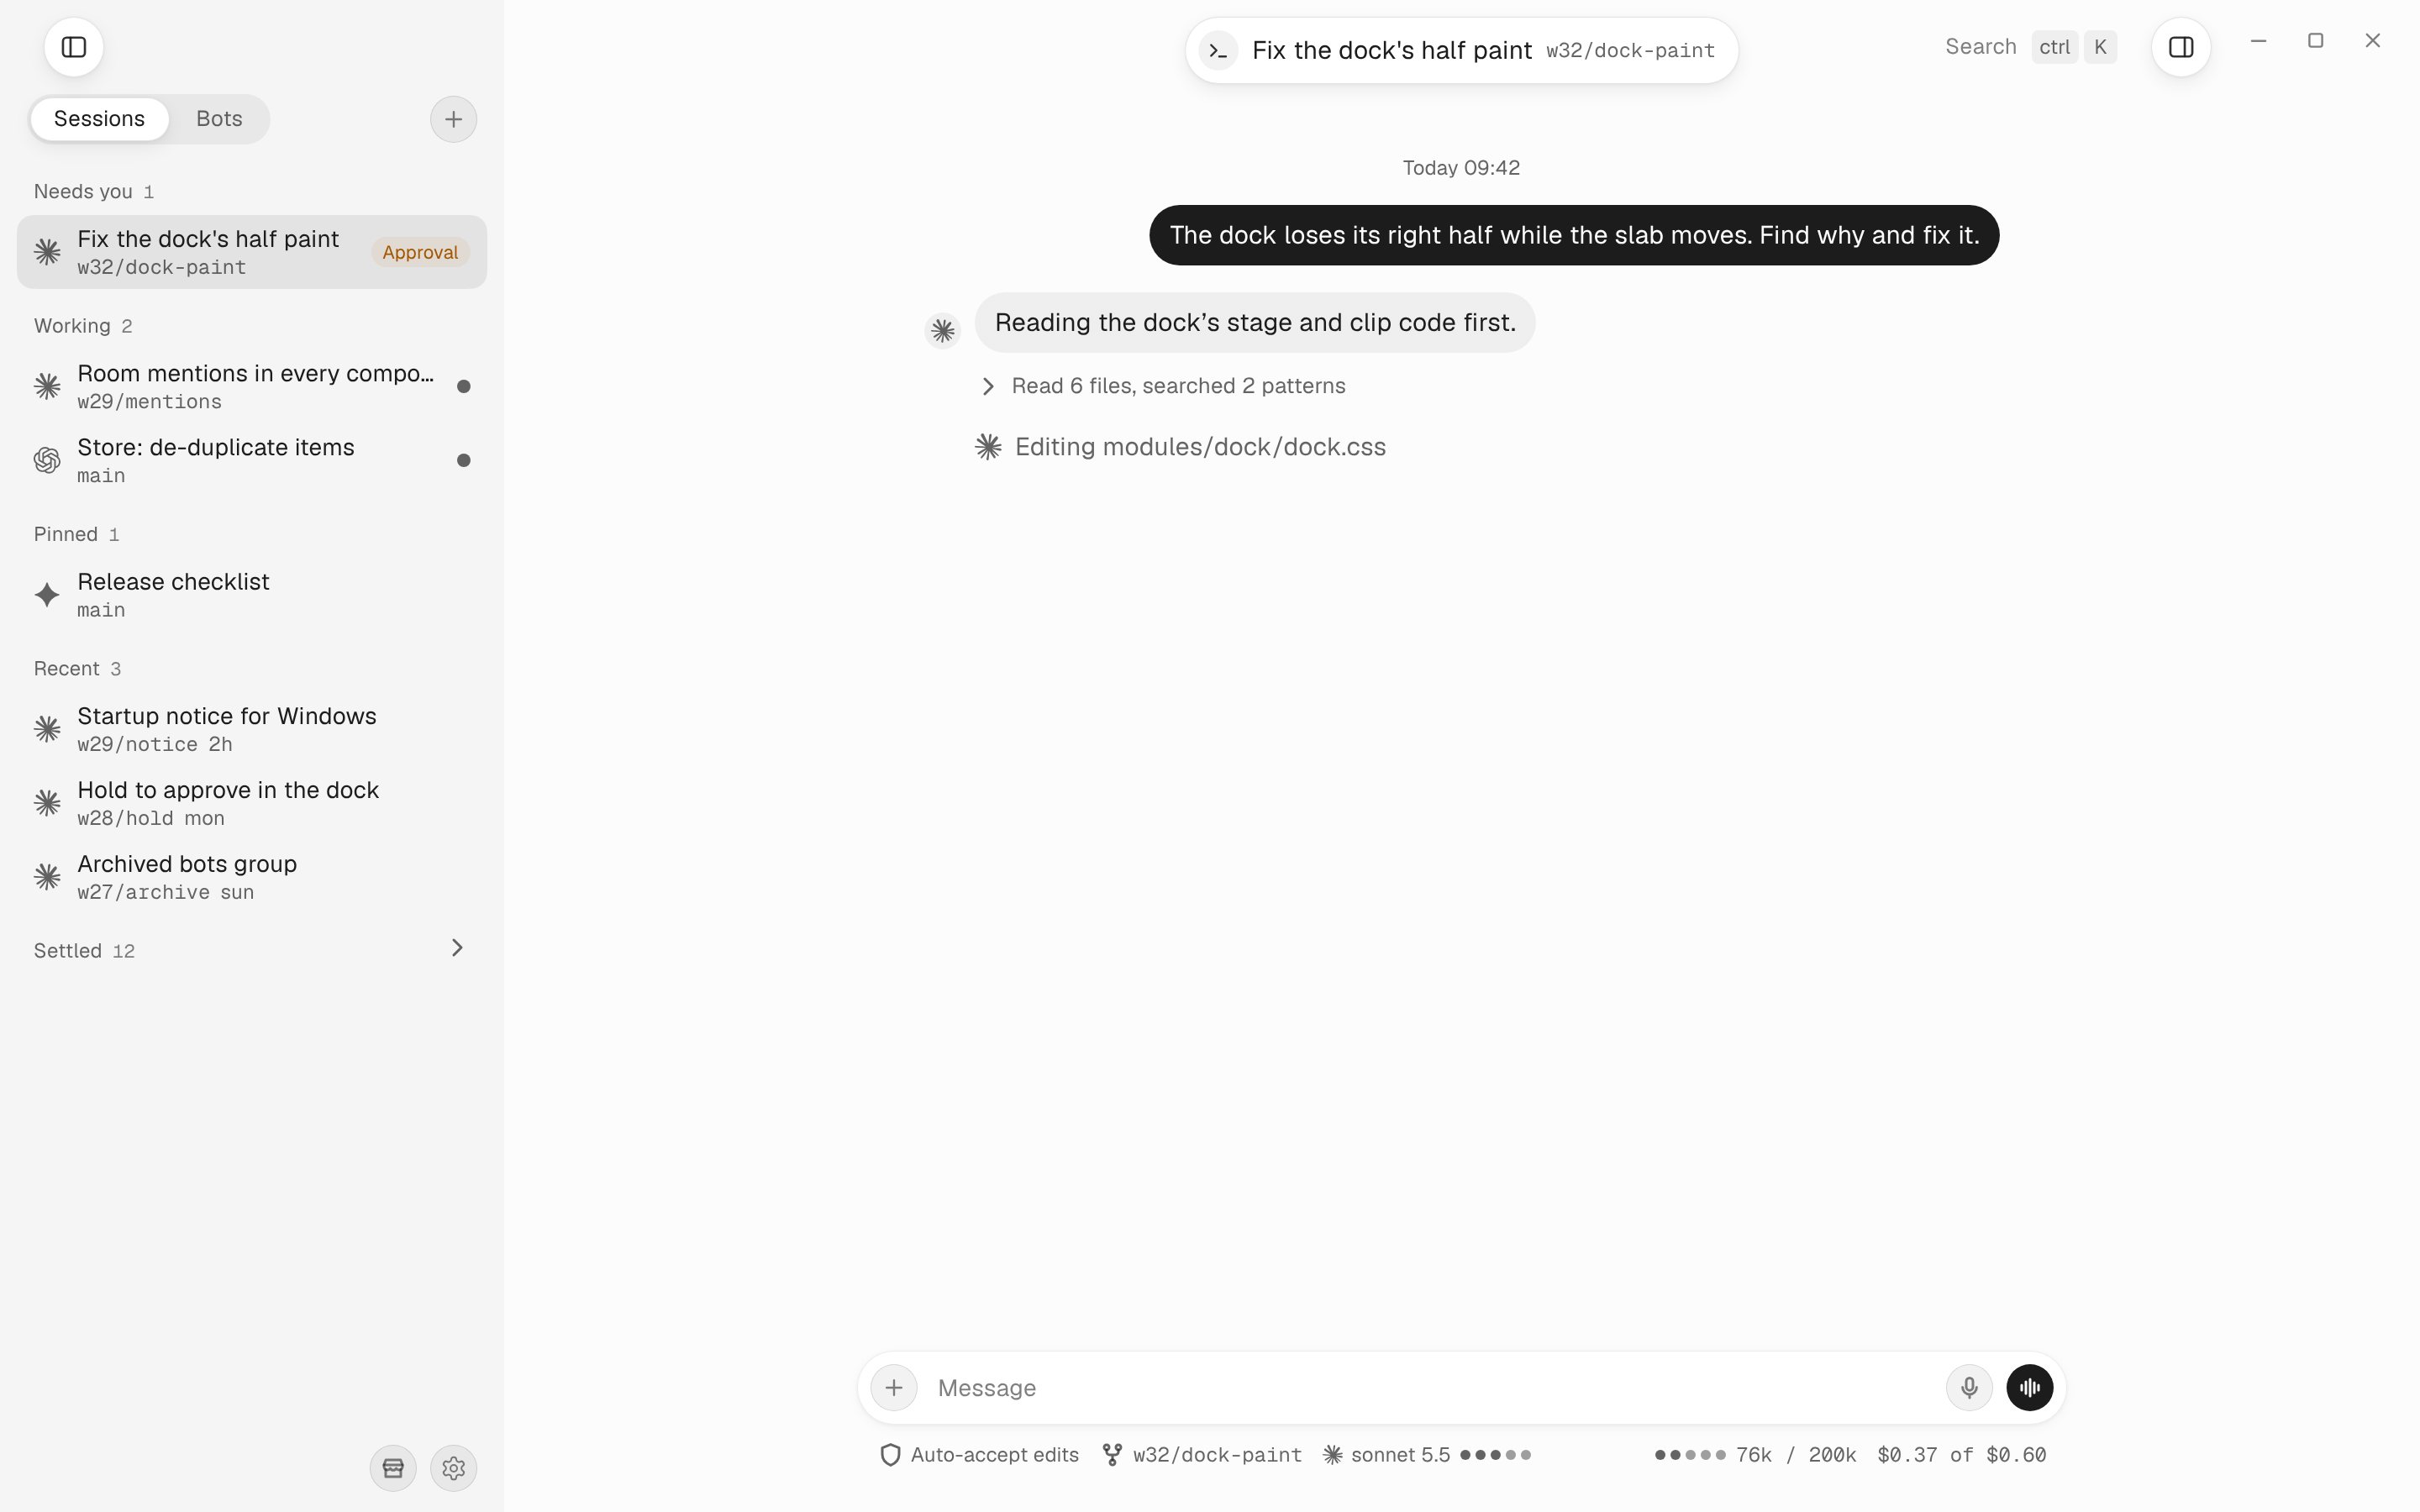 Fix the dock's half paint w32/dock-paint
Search ctrl K
Sessions Bots
Needs you 1
Fix the dock's half paint
w32/dock-paint
Approval
Working 2
Room mentions in every compo…
w29/mentions
Store: de-duplicate items
main
Pinned 1
Release checklist
main
Recent 3
Startup notice for Windows
w29/notice 2h
Hold to approve in the dock
w28/hold mon
Archived bots group
w27/archive sun
Settled 12
Today 09:42
The dock loses its right half while the slab moves. Find why and fix it.
Reading the dock’s stage and clip code first.
Read 6 files, searched 2 patterns
Editing modules/dock/dock.css
Message
Auto-accept edits w32/dock-paint sonnet 5.5 76k / 200k $0.37 of $0.60